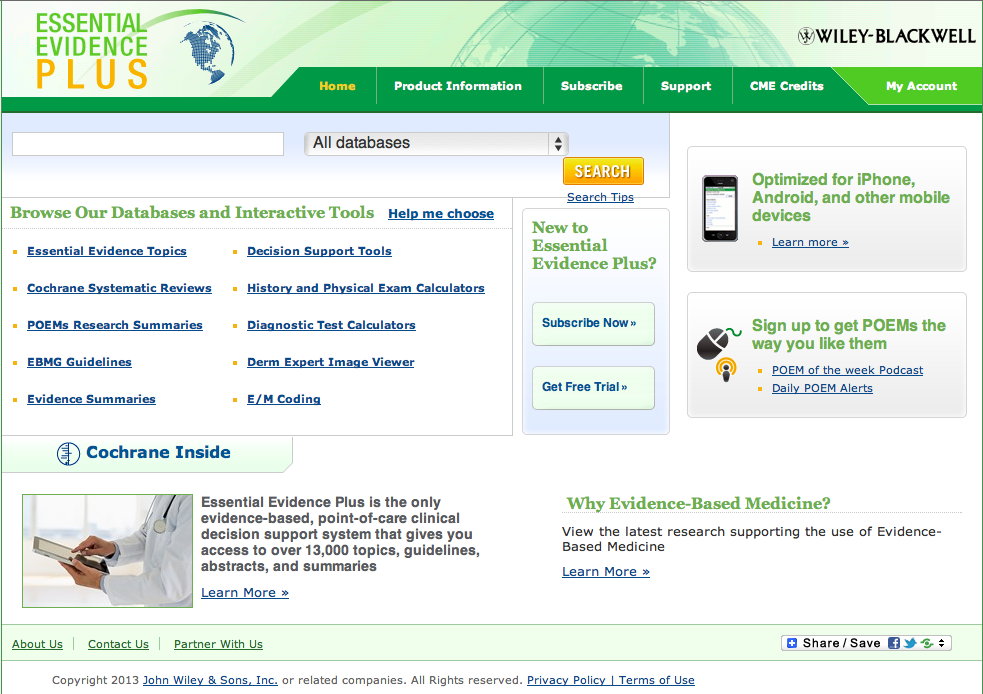 ESSENTIAL
EVIDENCE
PLUS
WILEY-BLACKWELL
Home
Product Information
Subscribe
Support
CME Credits
My Account
All databases
SEARCH
Search Tips
Browse Our Databases and Interactive Tools
Help me choose
Essential Evidence Topics
Cochrane Systematic Reviews
POEMs Research Summaries
EBMG Guidelines
Evidence Summaries
Decision Support Tools
History and Physical Exam Calculators
Diagnostic Test Calculators
Derm Expert Image Viewer
E/M Coding
New to
Essential
Evidence Plus?
Subscribe Now»
Get Free Trial»
Optimized for iPhone,
Android, and other mobile
devices
Learn more »
Sign up to get POEMs the
way you like them
POEM of the week Podcast
Daily POEM Alerts
Cochrane Inside
Essential Evidence Plus is the only
evidence-based, point-of-care clinical
decision support system that gives you
access to over 13,000 topics, guidelines,
abstracts, and summaries
Learn More »
Why Evidence-Based Medicine?
View the latest research supporting the use of Evidence-
Based Medicine
Learn More »
About Us
Contact Us
Partner With Us
Share / Save
Copyright 2013 John Wiley & Sons, Inc. or related companies. All Rights reserved. Privacy Policy | Terms of Use